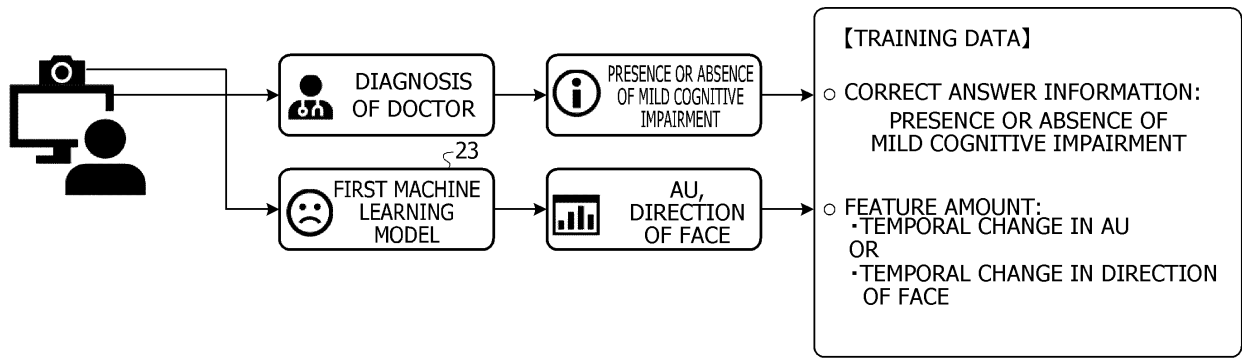 DIAGNOSIS
OF DOCTOR
PRESENCE OR ABSENCE
OF MILD COGNITIVE
IMPAIRMENT
23
FIRST MACHINE
LEARNING
MODEL
AU,
DIRECTION
OF FACE
【TRAINING DATA】
○ CORRECT ANSWER INFORMATION:
PRESENCE OR ABSENCE OF
MILD COGNITIVE IMPAIRMENT
○ FEATURE AMOUNT:
・TEMPORAL CHANGE IN AU
OR
・TEMPORAL CHANGE IN DIRECTION
OF FACE